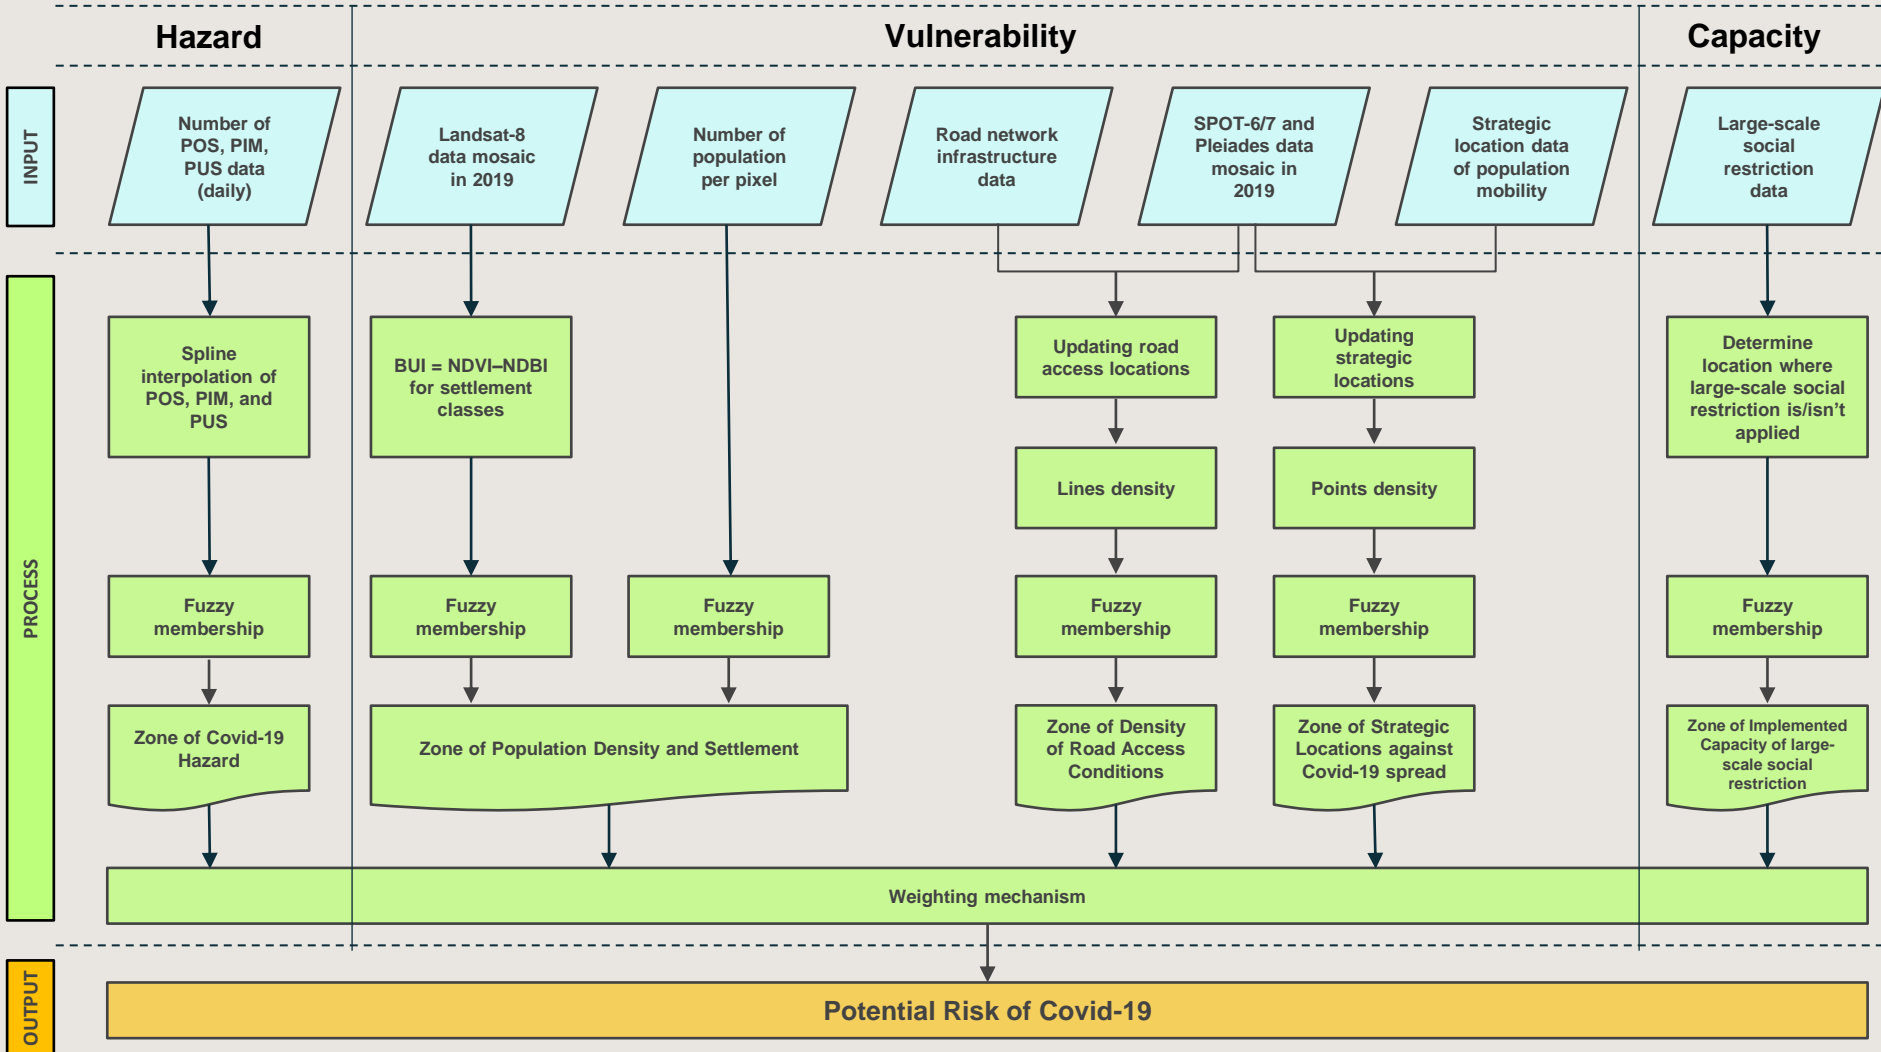 Hazard
Vulnerability
Capacity
INPUT
Number of
POS, PIM,
PUS data
(daily)
Landsat-8
data mosaic
in 2019
Number of
population
per pixel
Road network
infrastructure
data
SPOT-6/7 and
Pleiades data
mosaic in
2019
Strategic
location data
of population
mobility
Large-scale
social
restriction
data
PROCESS
Spline
interpolation of
POS, PIM, and
PUS
BUI = NDVI–NDBI
for settlement
classes
Updating road
access locations
Updating
strategic
locations
Determine
location where
large-scale social
restriction is/isn't
applied
Lines density
Points density
Fuzzy
membership
Fuzzy
membership
Fuzzy
membership
Fuzzy
membership
Fuzzy
membership
Fuzzy
membership
Zone of Covid-19
Hazard
Zone of Population Density and Settlement
Zone of Density
of Road Access
Conditions
Zone of Strategic
Locations against
Covid-19 spread
Zone of Implemented
Capacity of large-
scale social
restriction
Weighting mechanism
OUTPUT
Potential Risk of Covid-19